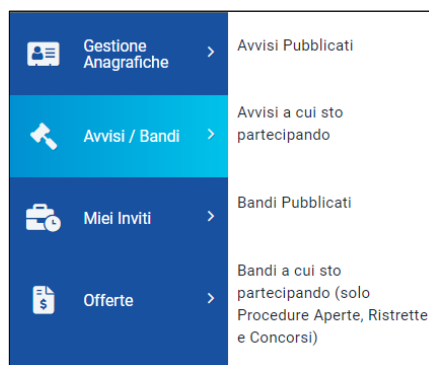 Gestione
Anagrafiche
Avvisi / Bandi
Miei Inviti
Offerte
Avvisi Pubblicati
Avvisi a cui sto
partecipando
Bandi Pubblicati
Bandi a cui sto
partecipando (solo
Procedure Aperte, Ristrette
e Concorsi)